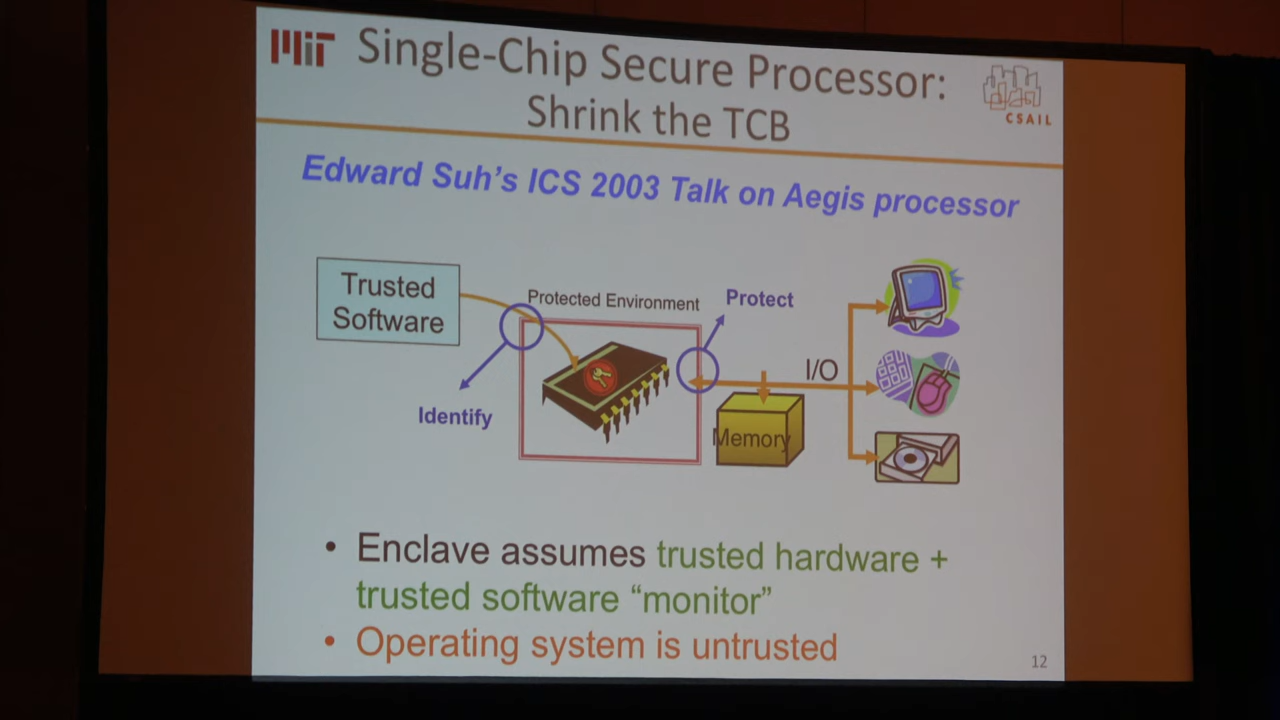 MIT
Single-Chip Secure Processor:
Shrink the TCB
CSAIL
Edward Suh's ICS 2003 Talk on Aegis processor
Trusted
Software
Protected Environment
Protect
Identify
I/O
Memory
• Enclave assumes trusted hardware +
trusted software “monitor”
• Operating system is untrusted
12